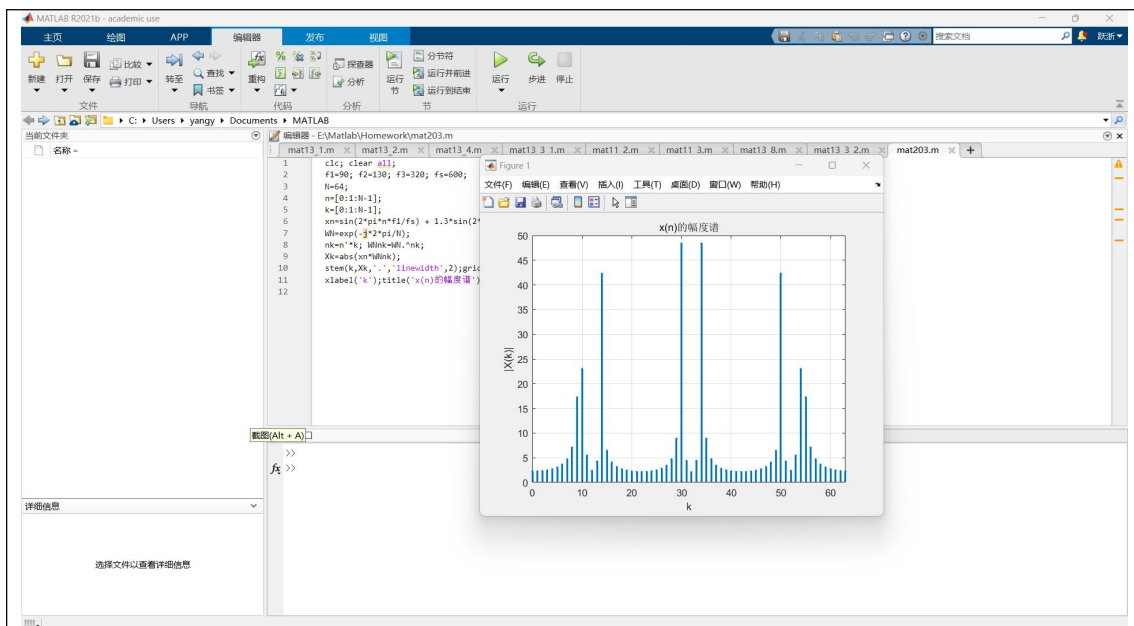 MATLAB R2021b - academic use
主页 绘图 APP 编辑器 发布 视图 搜索文档 跃浙
新建 打开 保存 比较 打印 转至 查找 书签 重构 探查器 分析 运行节 分节符 运行并前进 运行到结束 运行 步进 停止
文件 导航 代码 分析 节 运行
C: Users yangy Documents MATLAB
当前文件夹 编辑器 - E:\Matlab\Homework\mat203.m
名称 mat13_1.m mat13_2.m mat13_4.m mat13_3_1.m mat11_2.m mat11_3.m mat13_8.m mat13_3_2.m mat203.m
1 clc; clear all;
2 f1=90; f2=130; f3=320; fs=600;
3 N=64;
4 n=[0:1:N-1];
5 k=[0:1:N-1];
6 xn=sin(2*pi*n*f1/fs) + 1.3*sin(2*
7 WN=exp(-j*2*pi/N);
8 nk=n'*k; WNnk=WN.^nk;
9 Xk=abs(xn*WNnk);
10 stem(k,Xk,'.','linewidth',2);grid
11 xlabel('k');title('x(n)的幅度谱')
12
Figure 1
文件(F) 编辑(E) 查看(V) 插入(I) 工具(T) 桌面(D) 窗口(W) 帮助(H)
x(n)的幅度谱
50
45
40
35
30
25
20
15
10
5
0
|X(k)|
0 10 20 30 40 50 60
k
截图(Alt + A)
>>
fx >>
详细信息
选择文件以查看详细信息